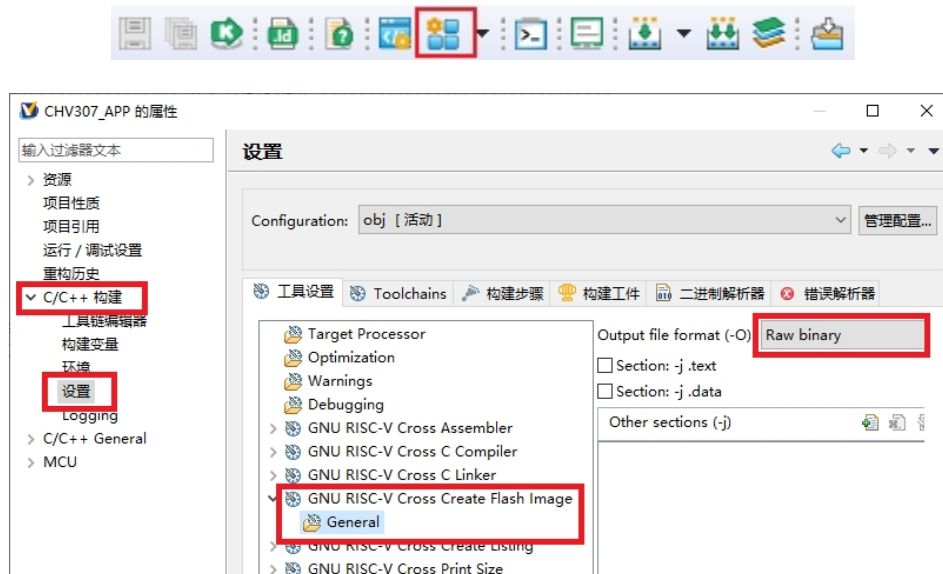 .ld
CHV307_APP 的属性
输入过滤器文本
设置
资源
项目性质
项目引用
运行 / 调试设置
重构历史
C/C++ 构建
工具链编辑器
构建变量
环境
设置
Logging
C/C++ General
MCU
Configuration:
obj [ 活动 ]
管理配置...
工具设置
Toolchains
构建步骤
构建工件
二进制解析器
错误解析器
Target Processor
Optimization
Warnings
Debugging
GNU RISC-V Cross Assembler
GNU RISC-V Cross C Compiler
GNU RISC-V Cross C Linker
GNU RISC-V Cross Create Flash Image
General
GNU RISC-V Cross Create Listing
GNU RISC-V Cross Print Size
Output file format (-O)
Raw binary
Section: -j .text
Section: -j .data
Other sections (-j)